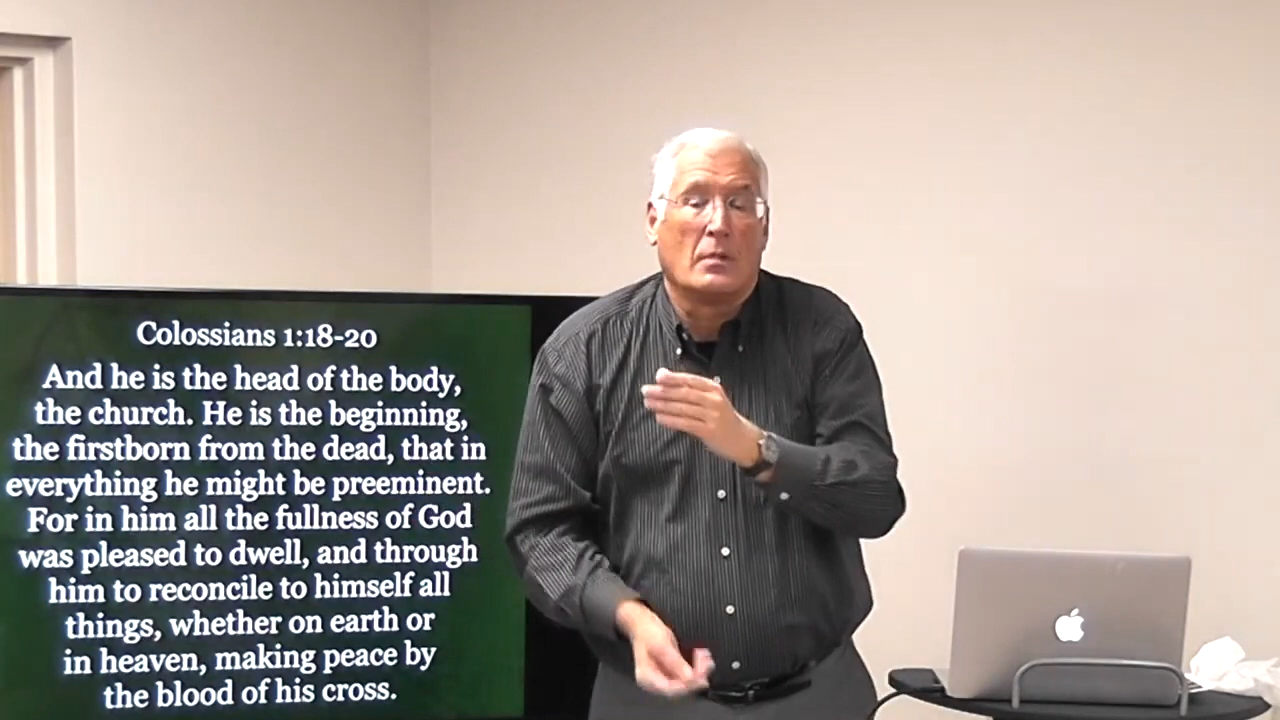 Colossians 1:18-20
And he is the head of the body,
the church. He is the beginning,
the firstborn from the dead, that in
everything he might be preeminent.
For in him all the fullness of God
was pleased to dwell, and through
him to reconcile to himself all
things, whether on earth or
in heaven, making peace by
the blood of his cross.